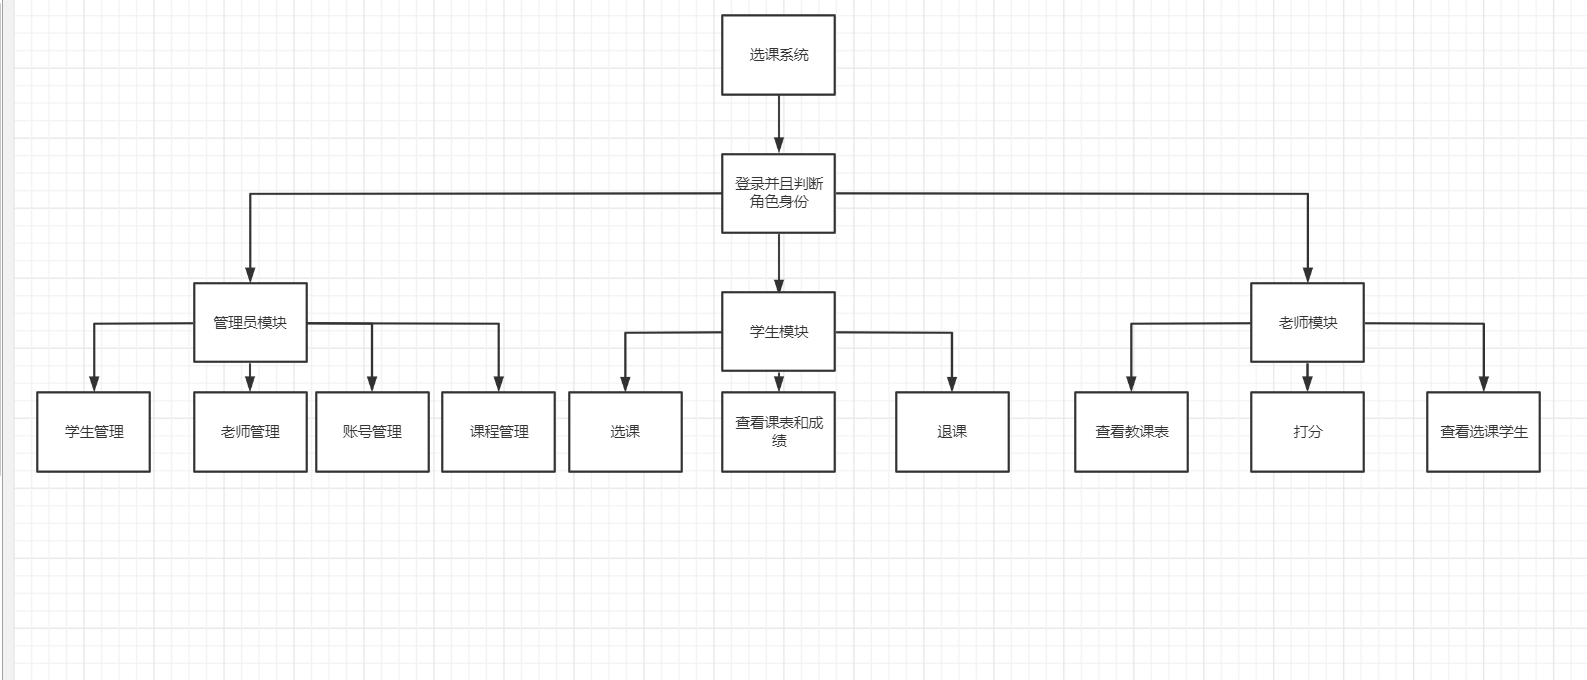 选课系统
登录并且判断
角色身份
管理员模块
学生模块
老师模块
学生管理
老师管理
账号管理
课程管理
选课
查看课表和成
绩
退课
查看教课表
打分
查看选课学生